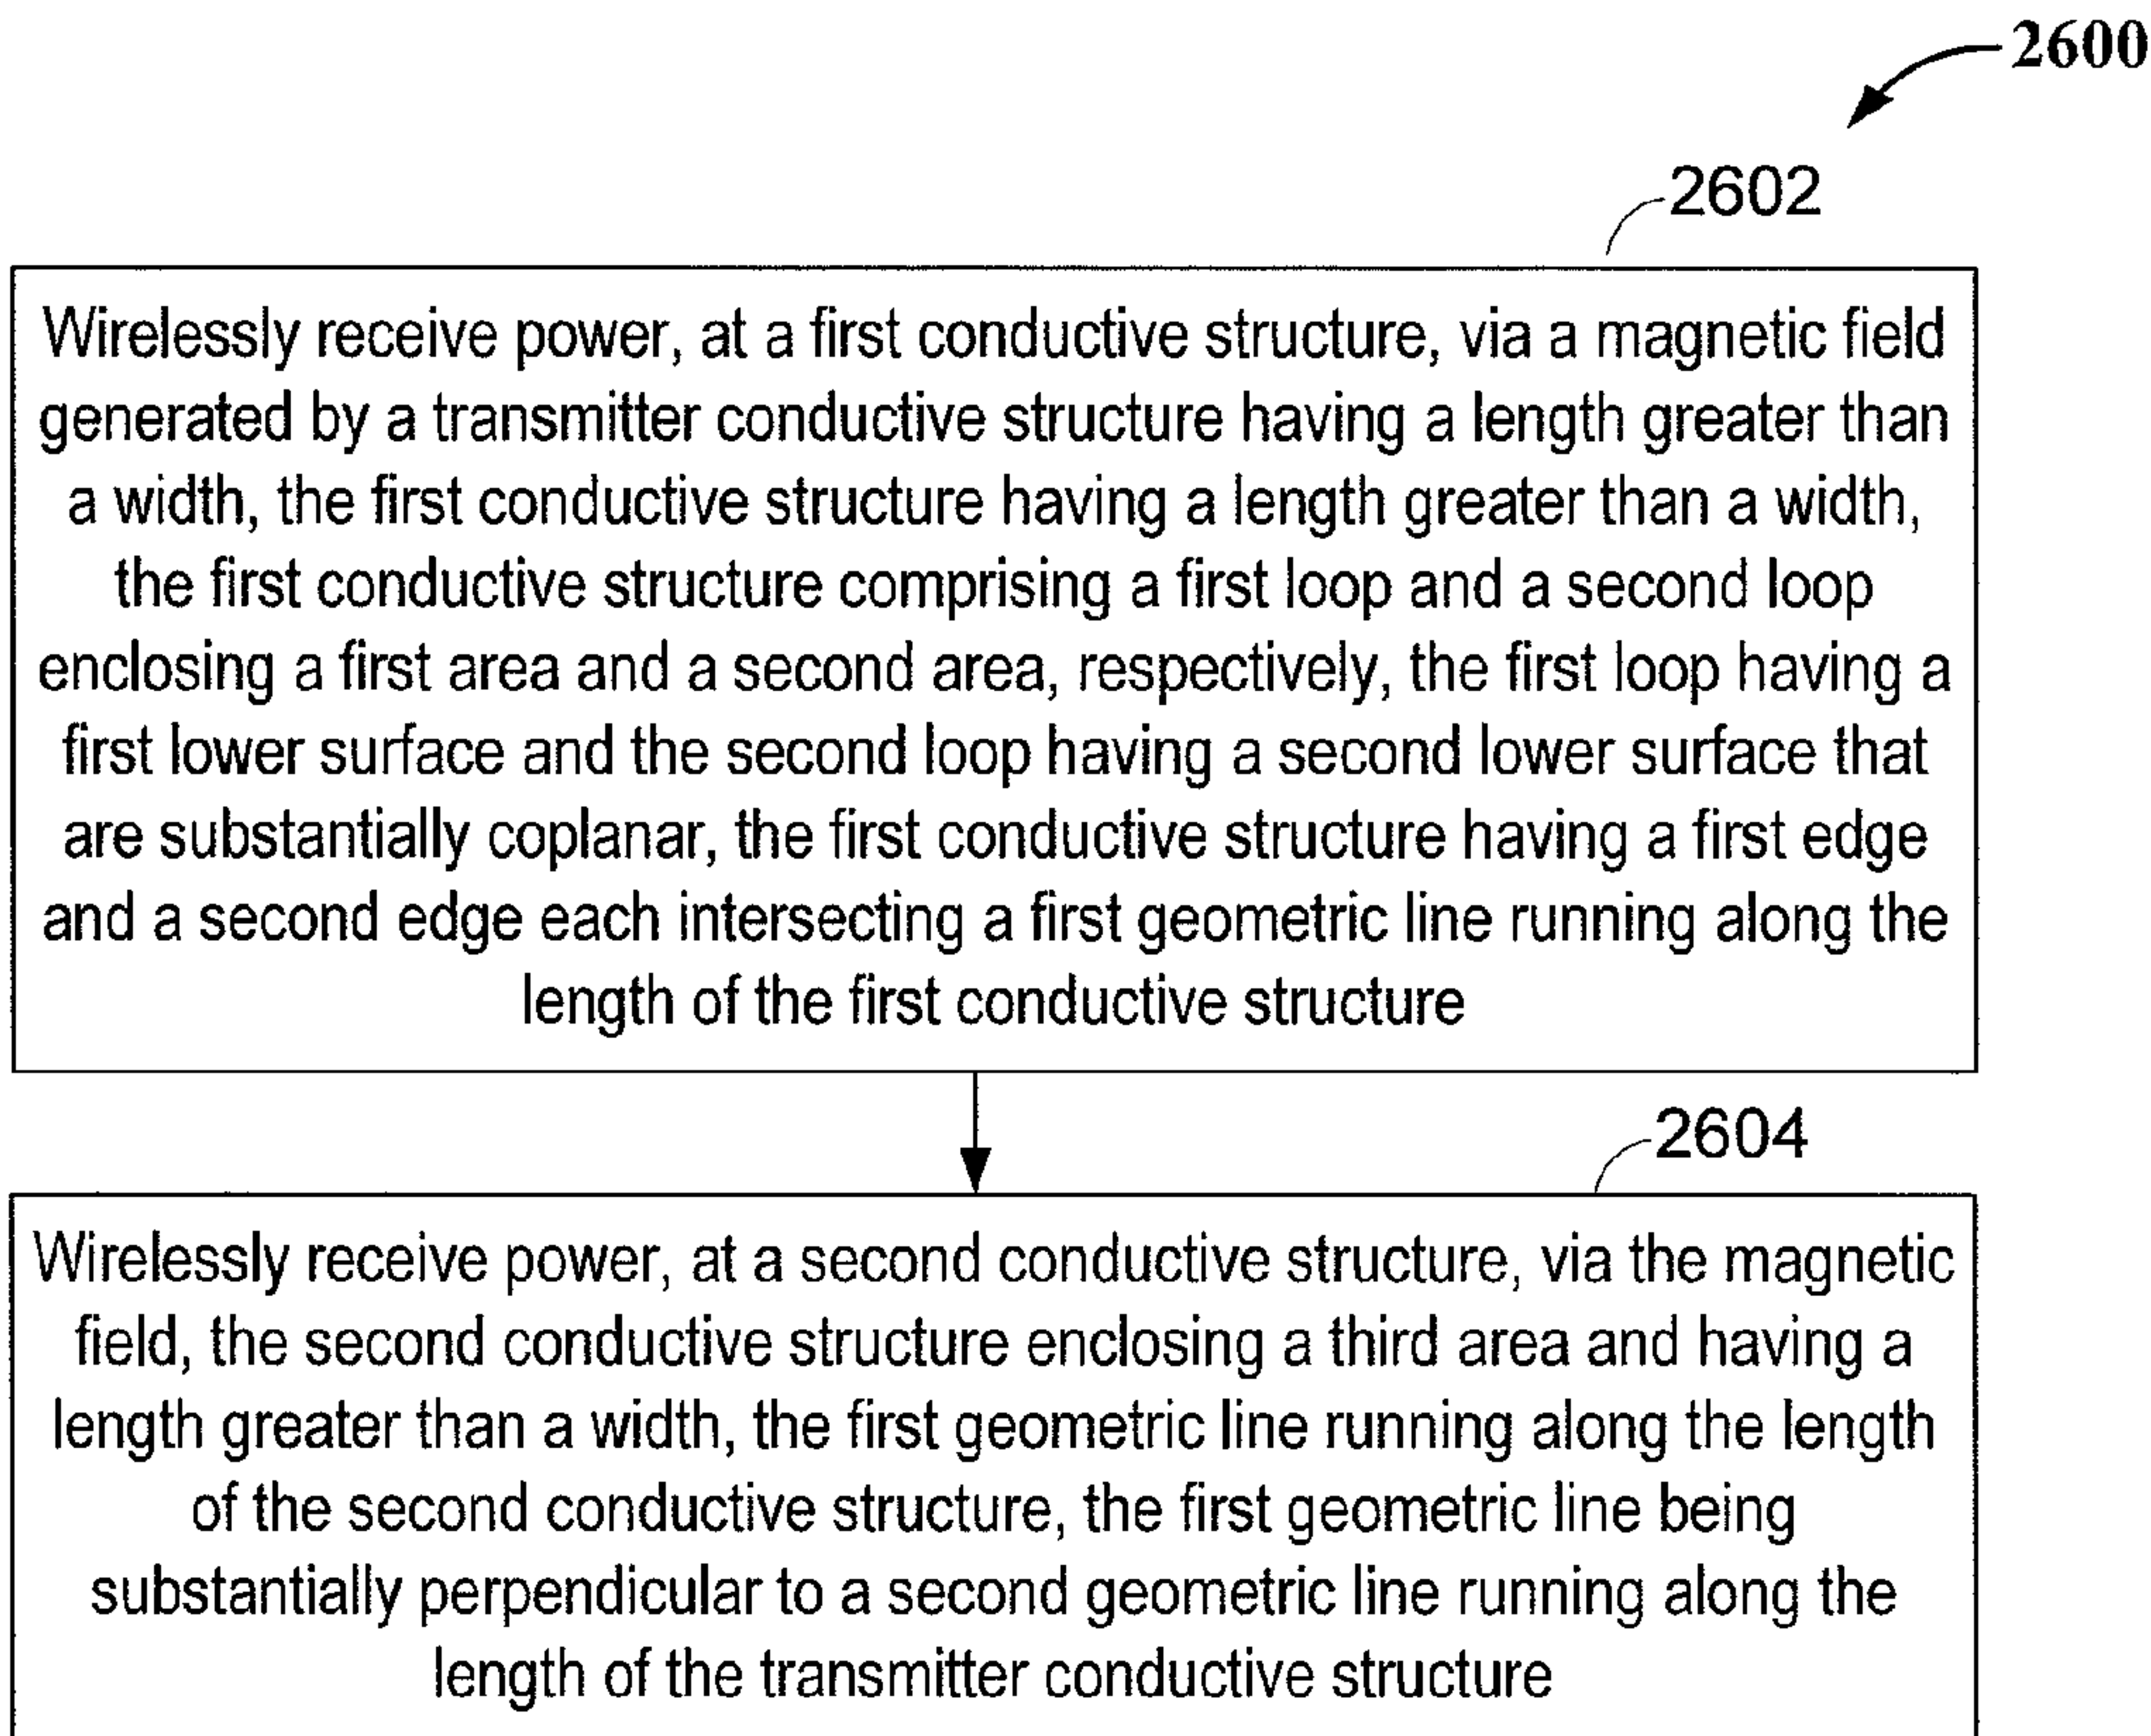 2600
2602
Wirelessly receive power, at a first conductive structure, via a magnetic field
generated by a transmitter conductive structure having a length greater than
a width, the first conductive structure having a length greater than a width,
the first conductive structure comprising a first loop and a second loop
enclosing a first area and a second area, respectively, the first loop having a
first lower surface and the second loop having a second lower surface that
are substantially coplanar, the first conductive structure having a first edge
and a second edge each intersecting a first geometric line running along the
length of the first conductive structure
2604
Wirelessly receive power, at a second conductive structure, via the magnetic
field, the second conductive structure enclosing a third area and having a
length greater than a width, the first geometric line running along the length
of the second conductive structure, the first geometric line being
substantially perpendicular to a second geometric line running along the
length of the transmitter conductive structure